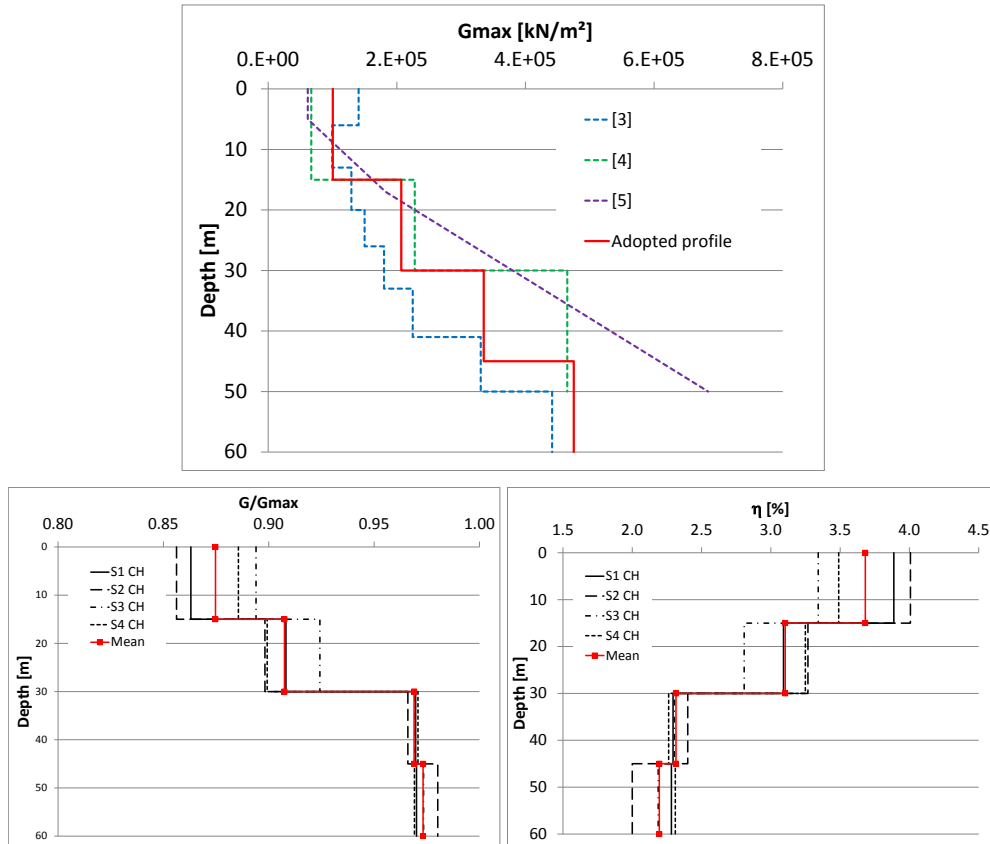 Gmax [kN/m²]
0.E+00 2.E+05 4.E+05 6.E+05 8.E+05
0
10
20
30
40
50
60
Depth [m]
[3]
[4]
[5]
Adopted profile
G/Gmax
0.80 0.85 0.90 0.95 1.00
0
10
20
30
40
50
60
Depth [m]
S1 CH
S2 CH
S3 CH
S4 CH
Mean
η [%]
1.5 2.0 2.5 3.0 3.5 4.0 4.5
0
10
20
30
40
50
60
Depth [m]
S1 CH
S2 CH
S3 CH
S4 CH
Mean